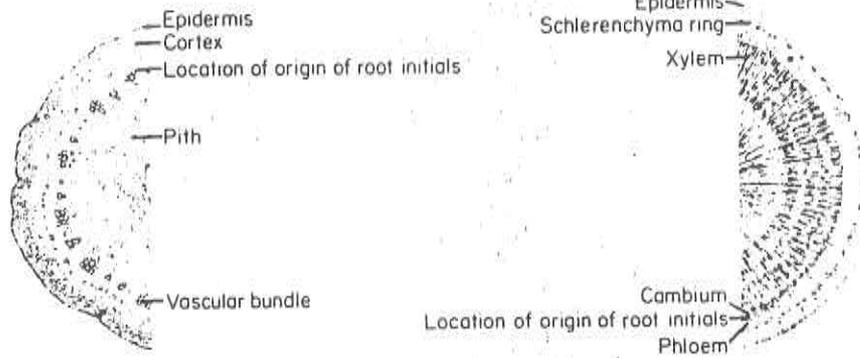 Epidermis
Cortex
Location of origin of root initials
Pith
Vascular bundle
Epidermis
Schlerenchyma ring
Xylem
Cambium
Location of origin of root initials
Phloem